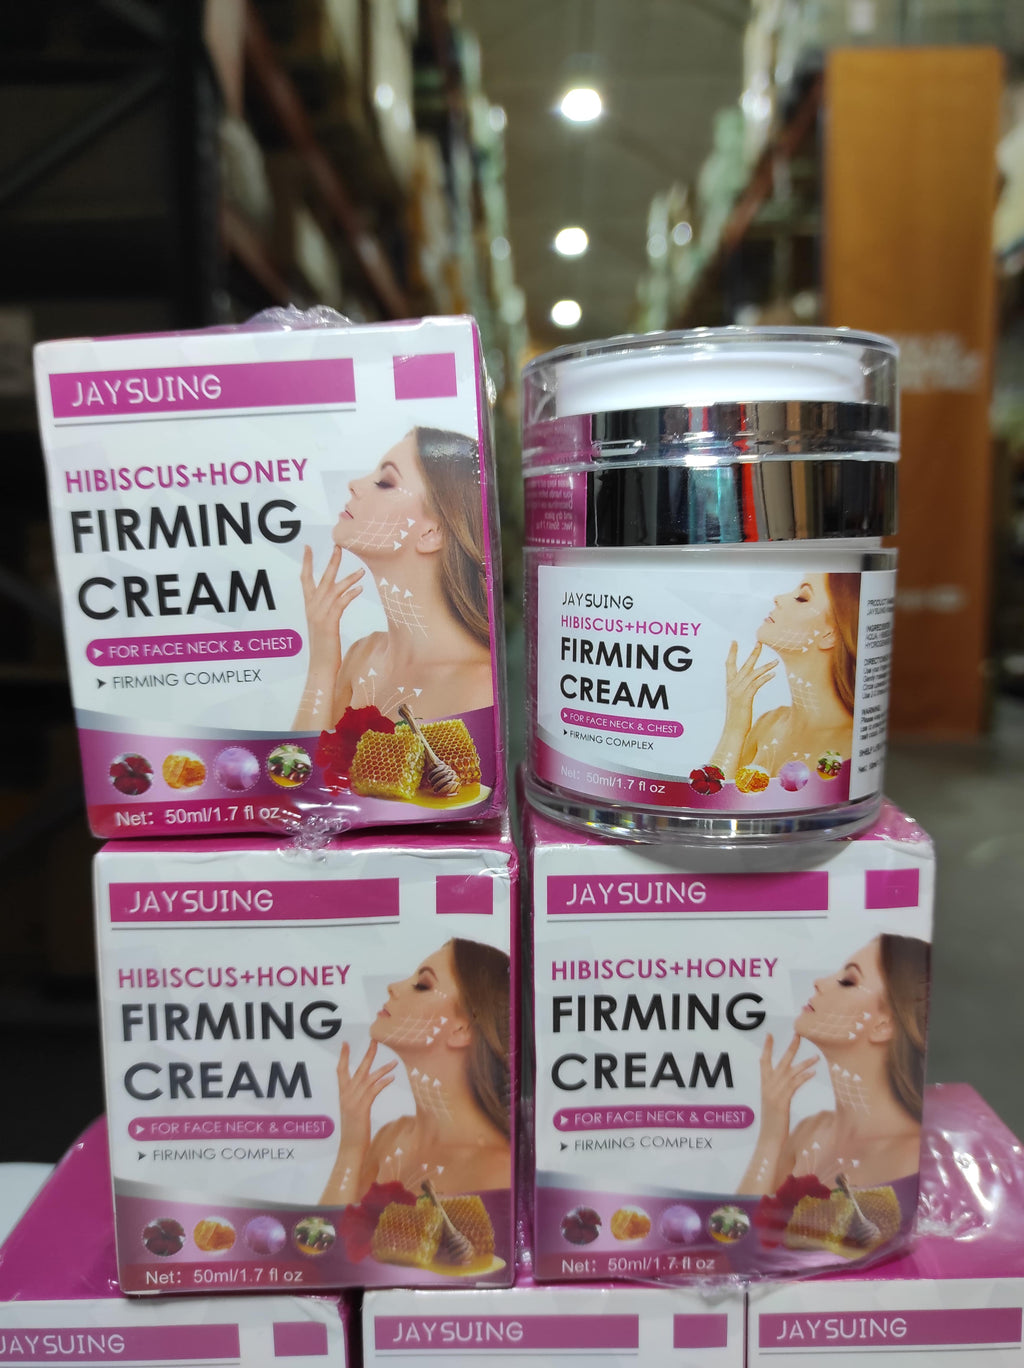 JAYSUING
HIBISCUS+HONEY
FIRMING
CREAM
FOR FACE NECK & CHEST
FIRMING COMPLEX
Net: 50ml/1.7 fl oz
JAYSUING
HIBISCUS+HONEY
FIRMING
CREAM
FOR FACE NECK & CHEST
FIRMING COMPLEX
Net: 50ml/1.7 fl oz
JAYSUING
HIBISCUS+HONEY
FIRMING
CREAM
FOR FACE NECK & CHEST
FIRMING COMPLEX
Net: 50ml/1.7 fl oz
JAYSUING
HIBISCUS+HONEY
FIRMING
CREAM
FOR FACE NECK & CHEST
FIRMING COMPLEX
Net: 50ml/1.7 fl oz
JAYSUING
JAYSUING
JAYSUING